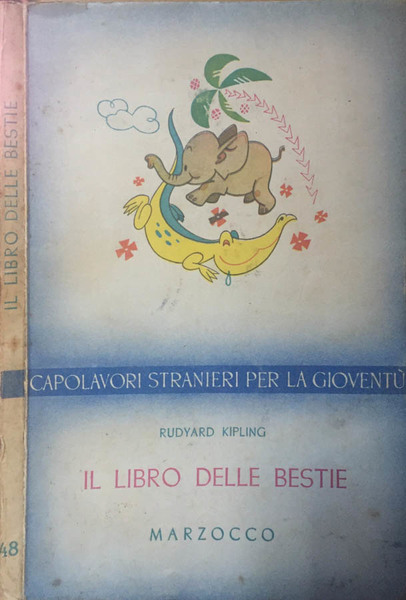 IL LIBRO DELLE BESTIE
48
CAPOLAVORI STRANIERI PER LA GIOVENTÙ
RUDYARD KIPLING
IL LIBRO DELLE BESTIE
MARZOCCO